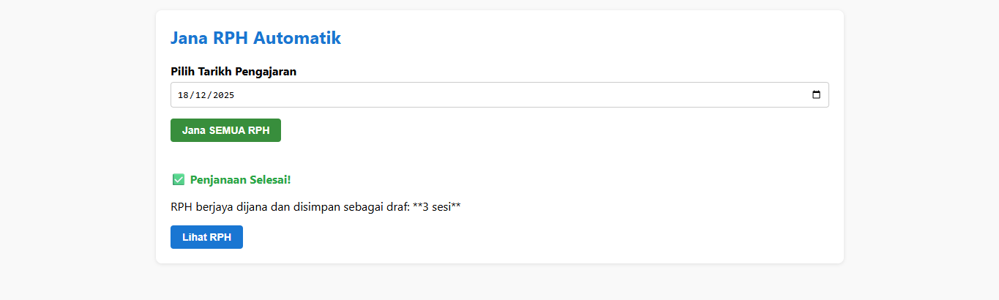 Jana RPH Automatik
Pilih Tarikh Pengajaran
18/12/2025
Jana SEMUA RPH
✅ Penjanaan Selesai!
RPH berjaya dijana dan disimpan sebagai draf: **3 sesi**
Lihat RPH